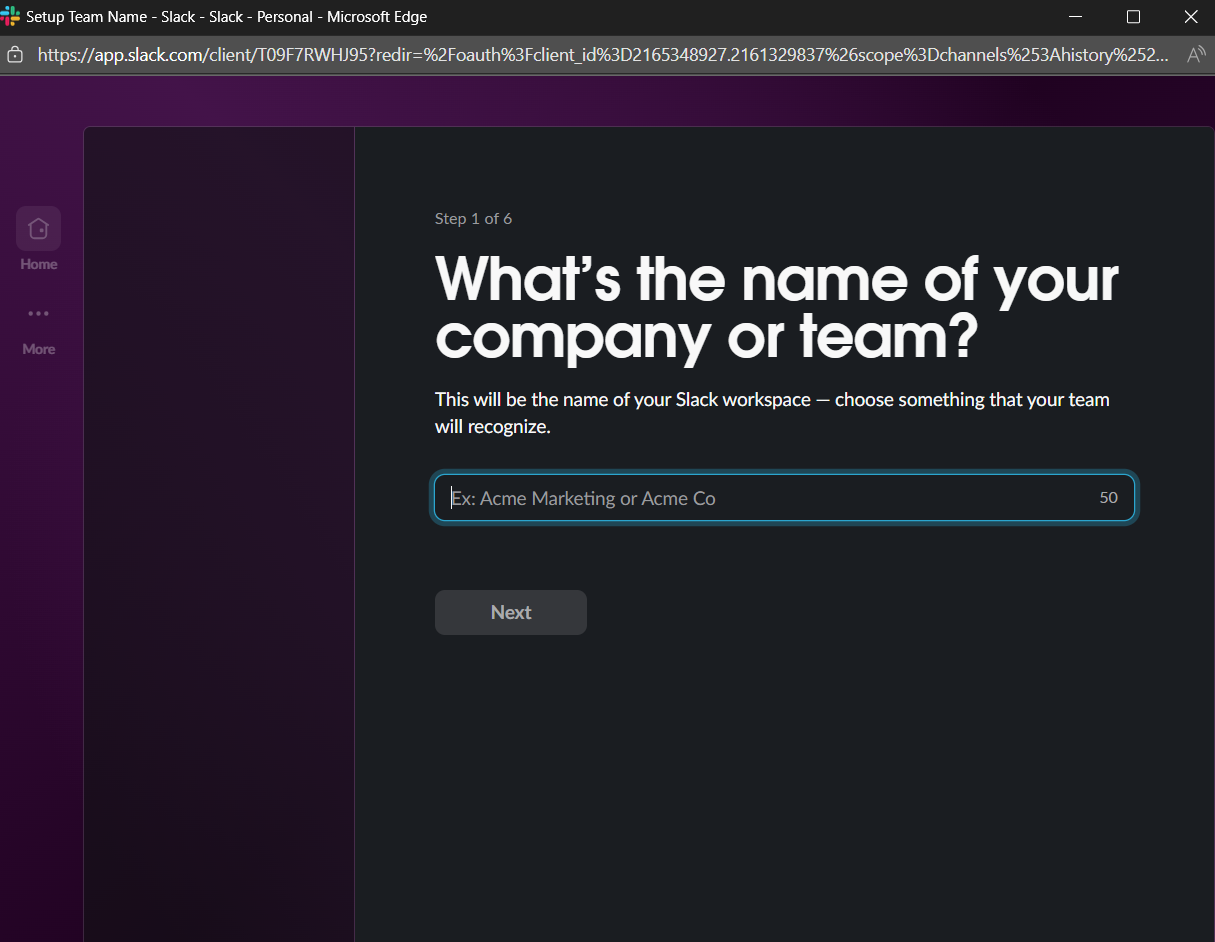 Setup Team Name - Slack - Slack - Personal - Microsoft Edge
https://app.slack.com/client/T09F7RWHJ95?redir=%2Foauth%3Fclient_id%3D2165348927.2161329837%26scope%3Dchannels%253Ahistory%252...
Home
More
Step 1 of 6
What's the name of your
company or team?
This will be the name of your Slack workspace — choose something that your team
will recognize.
Ex: Acme Marketing or Acme Co 50
Next